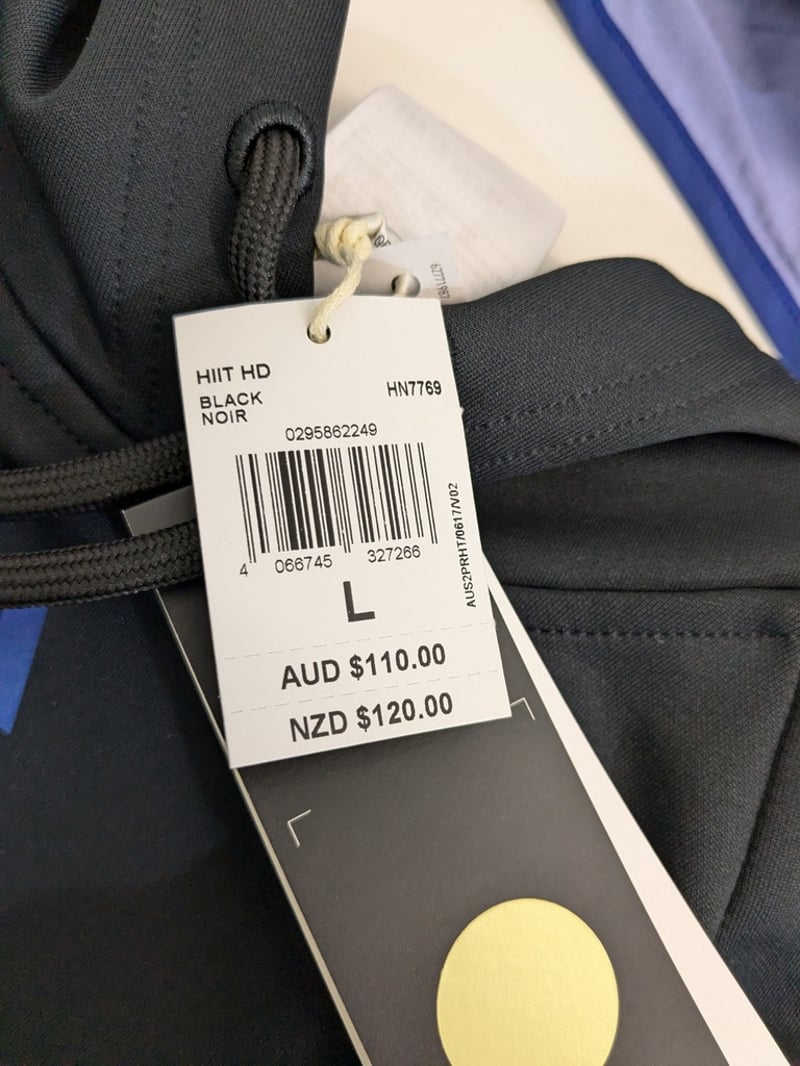 HIIT HD
BLACK
NOIR
HN7769
0295862249
4 066745 327266
AUS2PRHT/0617/V02
L
AUD $110.00
NZD $120.00